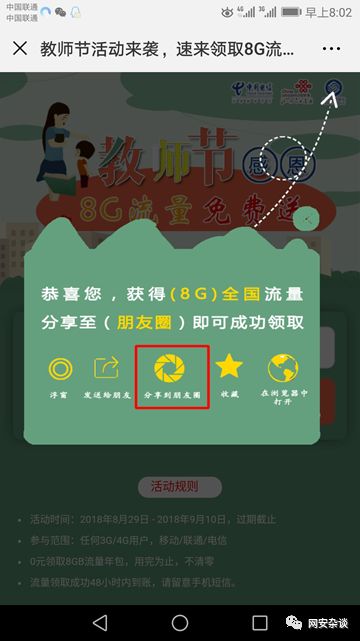 中国联通
中国联通
早上8:02
教师节活动来袭，速来领取8G流...
中国电信
教师节
感恩
8G流量免费送
恭喜您，获得(8G)全国流量
分享至（朋友圈）即可成功领取
浮窗
发送给朋友
分享到朋友圈
收藏
在浏览器中打开
活动规则
活动时间：2018年8月29日 - 2018年9月10日，过期截止
参与范围：任何3G/4G用户，移动/联通/电信
0元领取8GB流量年包，用完为止，不清零
流量领取成功48小时内到账，请留意手机短信。
网安杂谈